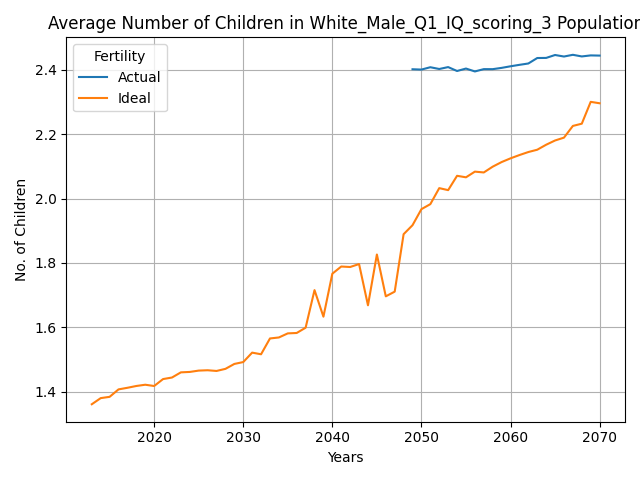 Average Number of Children in White_Male_Q1_IQ_scoring_3 Population
Fertility
Actual
Ideal
No. of Children
2.4
2.2
2.0
1.8
1.6
1.4
2020 2030 2040 2050 2060 2070
Years